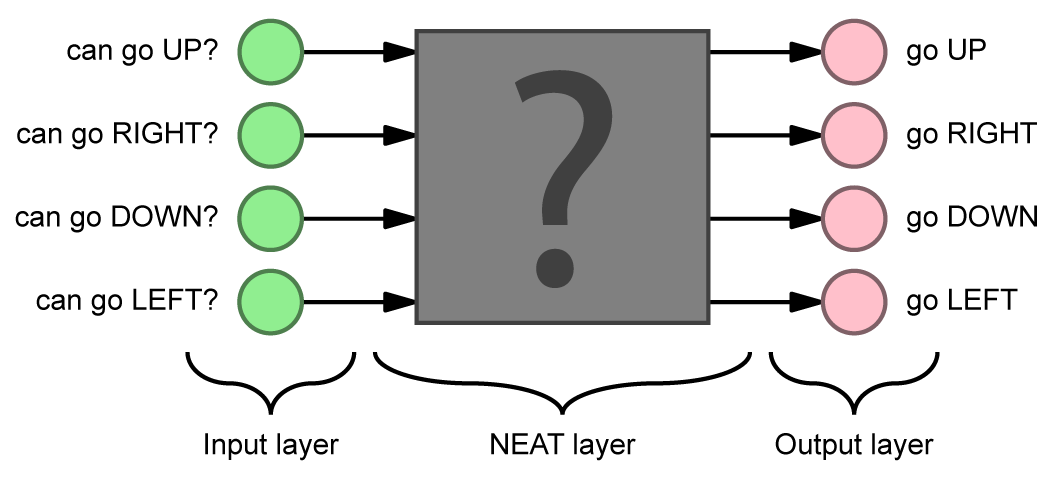 can go UP?
go UP
can go RIGHT?
go RIGHT
can go DOWN?
go DOWN
can go LEFT?
go LEFT
?
Input layer
NEAT layer
Output layer